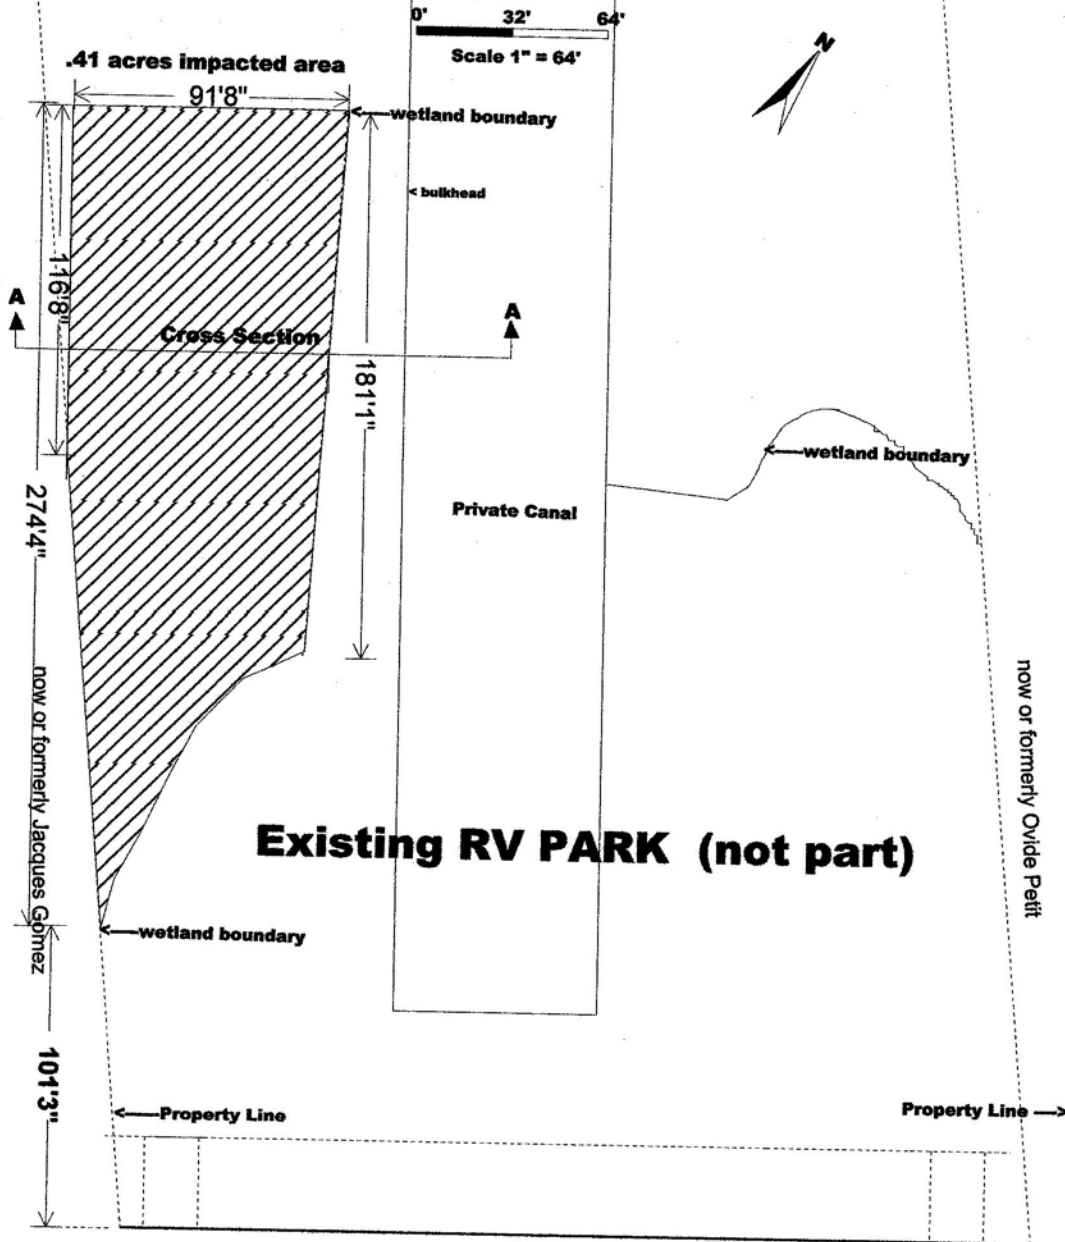 0' 32' 64'
Scale 1" = 64'
N
.41 acres impacted area
91'8"
wetland boundary
bulkhead
116'8"
A
A
Cross Section
181'1"
wetland boundary
274'4"
Private Canal
now or formerly Jacques Gomez
now or formerly Ovide Petit
Existing RV PARK (not part)
wetland boundary
101'3"
Property Line
Property Line